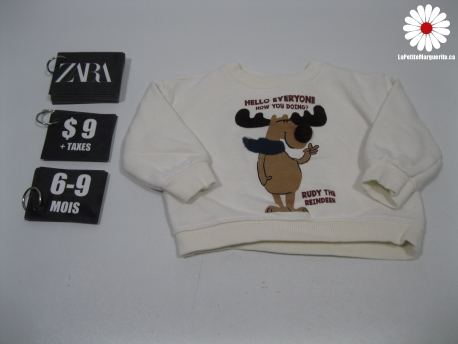 LaPetiteMarguerite.ca
ZARA
$9
+ TAXES
6-9
MOIS
HELLO EVERYONE
HOW YOU DOING?
RUDY THE
REINDEER